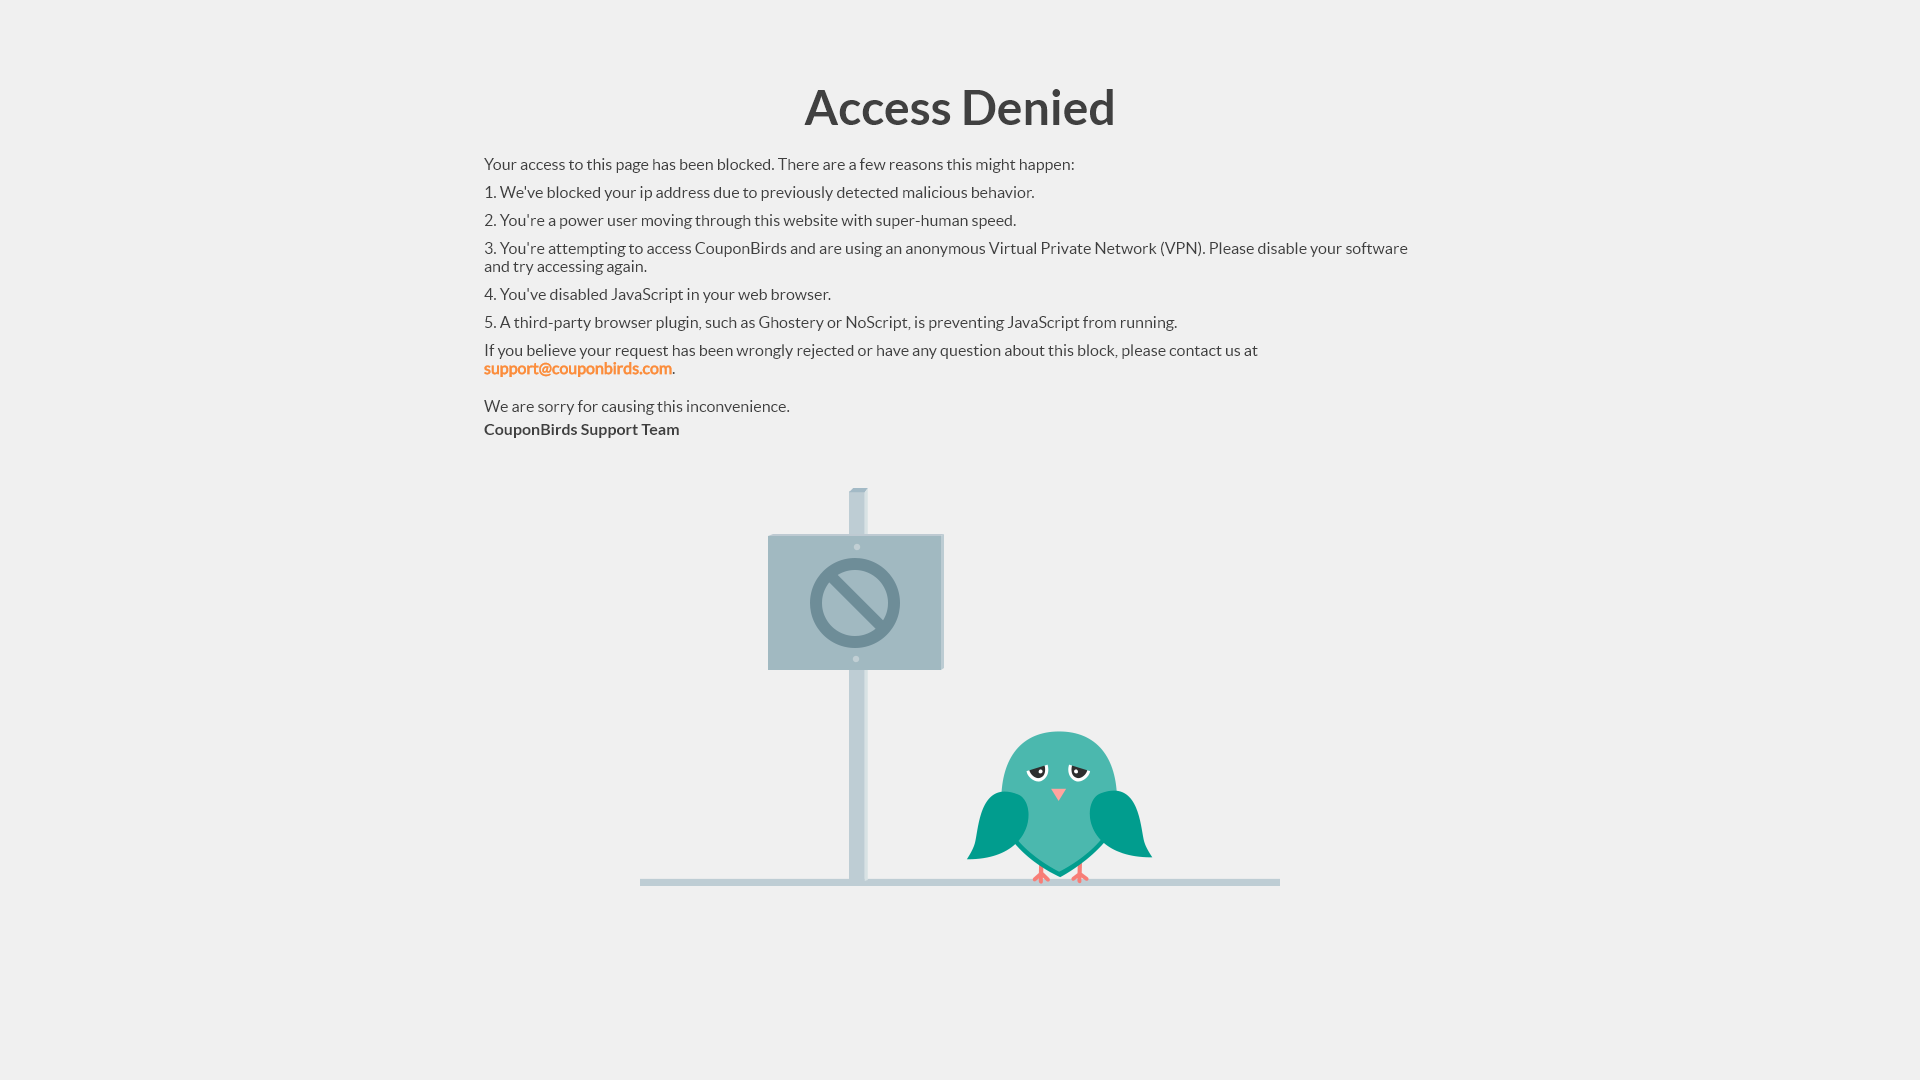 Access Denied
Your access to this page has been blocked. There are a few reasons this might happen:
1. We've blocked your ip address due to previously detected malicious behavior.
2. You're a power user moving through this website with super-human speed.
3. You're attempting to access CouponBirds and are using an anonymous Virtual Private Network (VPN). Please disable your software
and try accessing again.
4. You've disabled JavaScript in your web browser.
5. A third-party browser plugin, such as Ghostery or NoScript, is preventing JavaScript from running.
If you believe your request has been wrongly rejected or have any question about this block, please contact us at
support@couponbirds.com.
We are sorry for causing this inconvenience.
CouponBirds Support Team